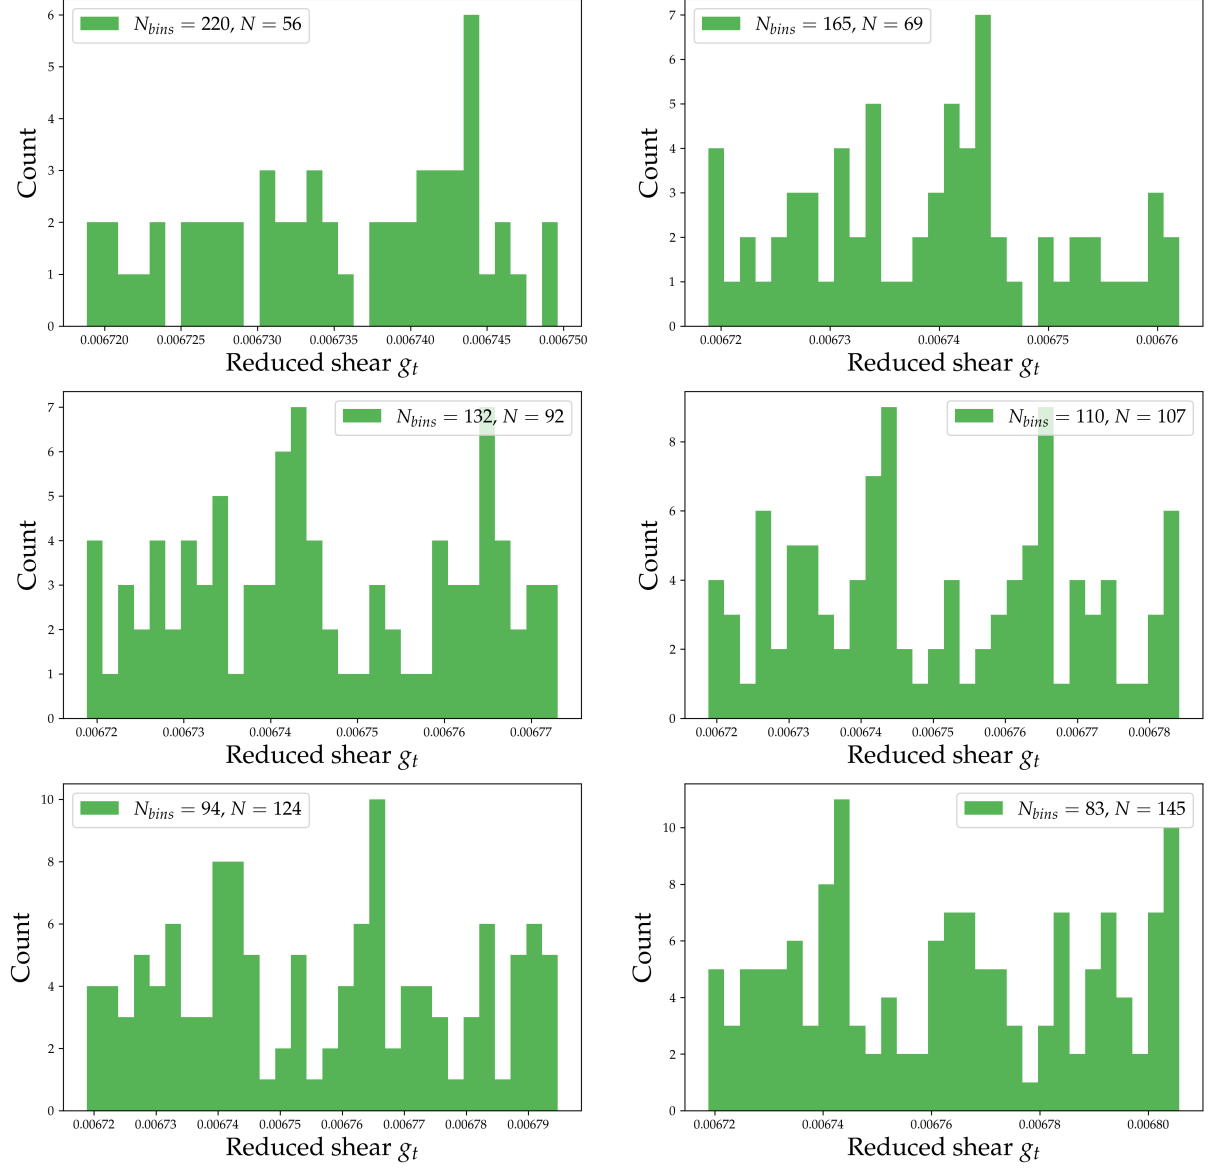 N_bins = 220, N = 56
Count
6
5
4
3
2
1
0
0.006720 0.006725 0.006730 0.006735 0.006740 0.006745 0.006750
Reduced shear g_t
N_bins = 165, N = 69
Count
7
6
5
4
3
2
1
0
0.00672 0.00673 0.00674 0.00675 0.00676
Reduced shear g_t
N_bins = 132, N = 92
Count
7
6
5
4
3
2
1
0
0.00672 0.00673 0.00674 0.00675 0.00676 0.00677
Reduced shear g_t
N_bins = 110, N = 107
Count
8
6
4
2
0
0.00672 0.00673 0.00674 0.00675 0.00676 0.00677 0.00678
Reduced shear g_t
N_bins = 94, N = 124
Count
10
8
6
4
2
0
0.00672 0.00673 0.00674 0.00675 0.00676 0.00677 0.00678 0.00679
Reduced shear g_t
N_bins = 83, N = 145
Count
10
8
6
4
2
0
0.00672 0.00674 0.00676 0.00678 0.00680
Reduced shear g_t